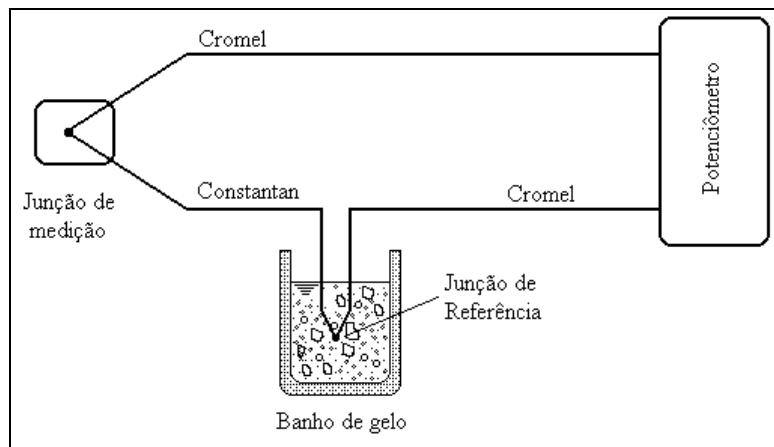 Cromel
Potenciômetro
Junção de
medição
Constantan
Cromel
Junção de
Referência
Banho de gelo